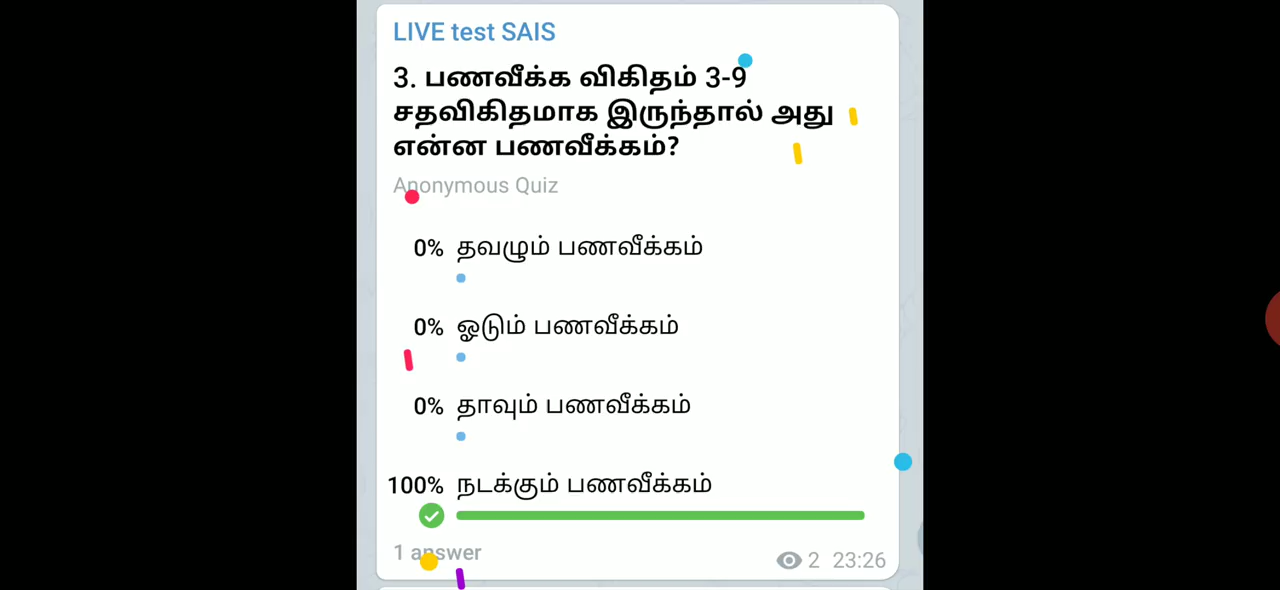 LIVE test SAIS
3. பணவீக்க விகிதம் 3-9
சதவிகிதமாக இருந்தால் அது
என்ன பணவீக்கம்?
Anonymous Quiz
0% தவழும் பணவீக்கம்
0% ஓடும் பணவீக்கம்
0% தாவும் பணவீக்கம்
100% நடக்கும் பணவீக்கம்
1 answer
2 23:26